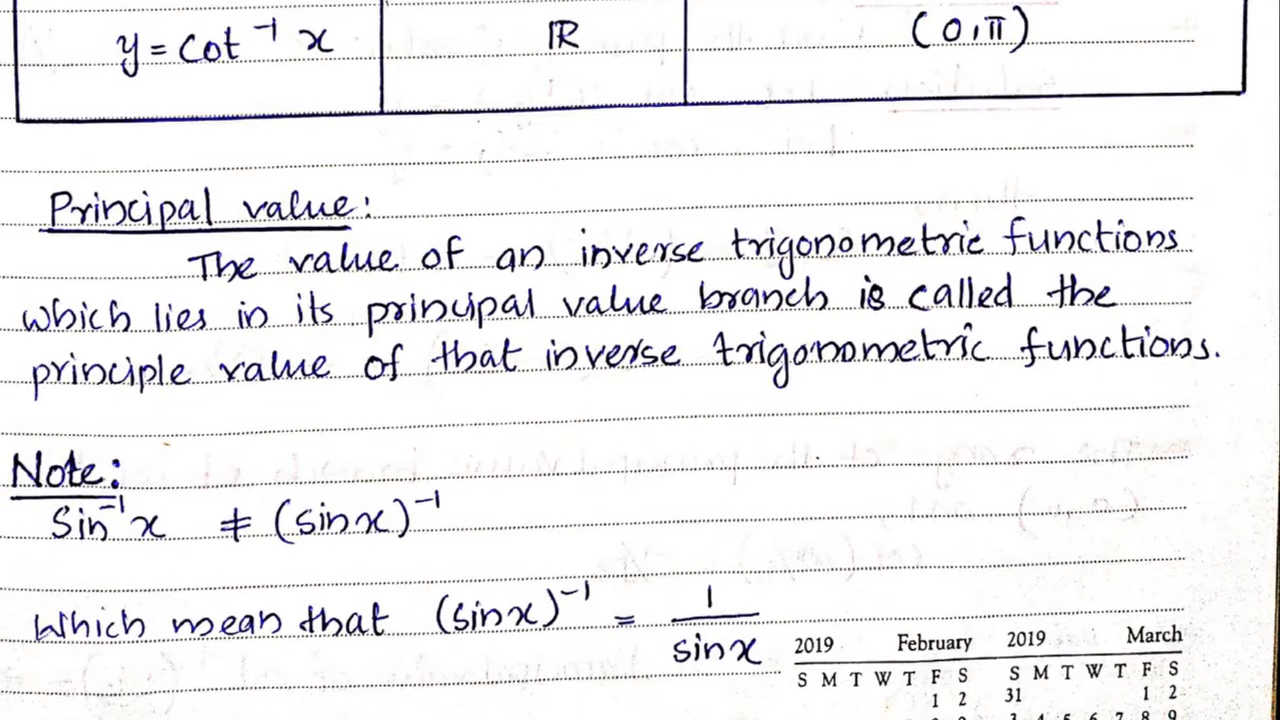 y = cot⁻¹ x ℝ (0,π)
Principal value:
The value of an inverse trigonometric functions
which lies in its principal value branch is called the
principle value of that inverse trigonometric functions.
Note:
Sin⁻¹x ≠ (sinx)⁻¹
Which mean that (sinx)⁻¹ = 1/sinx
2019 February 2019 March
S M T W T F S S M T W T F S
1 2 31 1 2